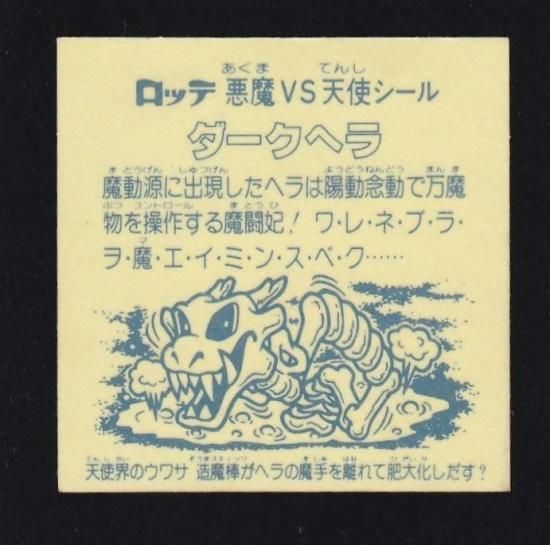 ロッテ 悪魔VS天使シール
ダークヘラ
魔動源に出現したヘラは陽動念動で万魔
物を操作する魔闘妃！ワ・レ・ネ・ブ・ラ・
ヲ・魔・エ・イ・ミ・ン・ス・ベ・ク……
天使界のウワサ 造魔棒がヘラの魔手を離れて肥大化しだす？